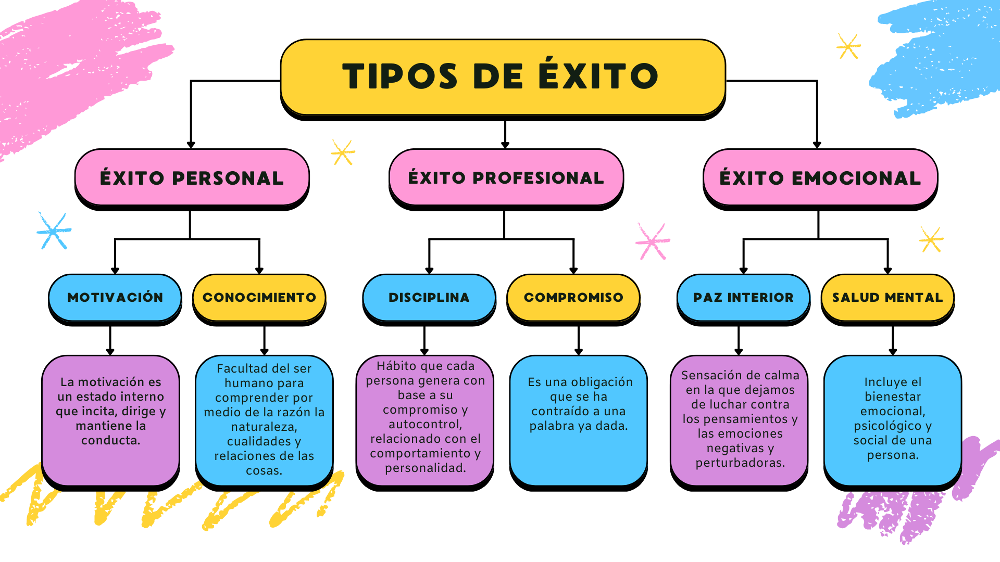 TIPOS DE ÉXITO
ÉXITO PERSONAL
ÉXITO PROFESIONAL
ÉXITO EMOCIONAL
MOTIVACIÓN
CONOCIMIENTO
DISCIPLINA
COMPROMISO
PAZ INTERIOR
SALUD MENTAL
La motivación es
un estado interno
que incita, dirige y
mantiene la
conducta.
Facultad del ser
humano para
comprender por
medio de la razón la
naturaleza,
cualidades y
relaciones de las
cosas.
Hábito que cada
persona genera con
base a su
compromiso y
autocontrol,
relacionado con el
comportamiento y
personalidad.
Es una obligación
que se ha
contraído a una
palabra ya dada.
Sensación de calma
en la que dejamos
de luchar contra
los pensamientos y
las emociones
negativas y
perturbadoras.
Incluye el
bienestar
emocional,
psicológico y
social de una
persona.